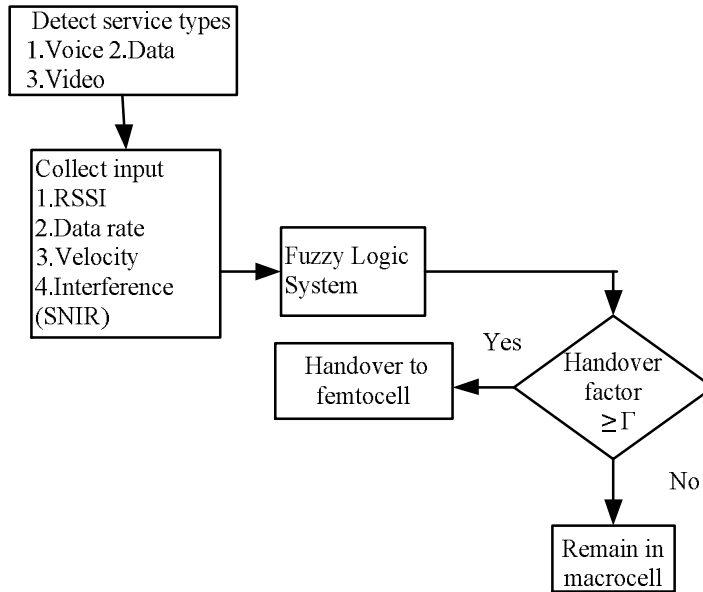 Detect service types
1.Voice 2.Data
3.Video
Collect input
1.RSSI
2.Data rate
3.Velocity
4.Interference
(SNIR)
Fuzzy Logic
System
Yes
Handover to
femtocell
Handover
factor
≥ Γ
No
Remain in
macrocell